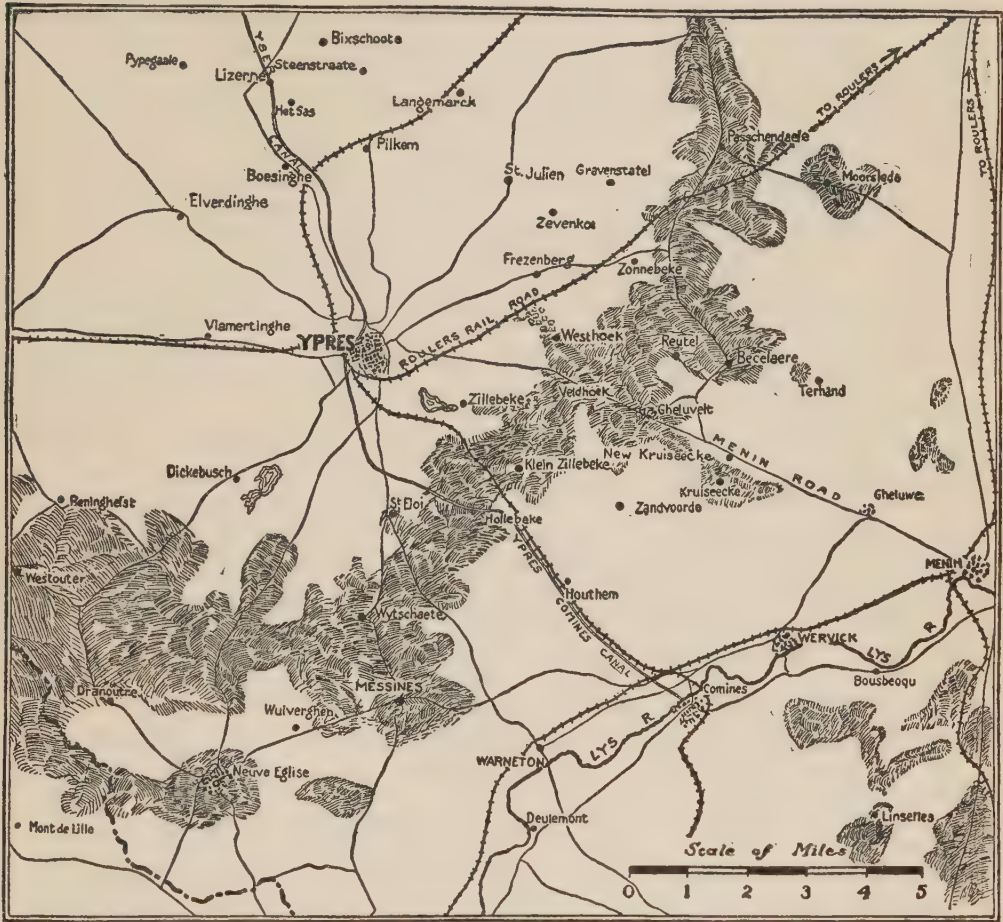 YSER
CANAL
Bixschoote
Pypegaale
Steenstraate
Lizerne
Het Sas
Langemarck
TO ROULERS
TO ROULERS
Pilkem
Passchendaele
Boesinghe
St. Julien
Gravenstatel
Moorslede
Elverdinghe
Zevenkot
Frezenberg
Zonnebeke
Vlamertinghe
YPRES
ROULERS RAIL ROAD
Westhoek
Reutel
Becelaere
Terhand
Veldhoek
Zillebeke
Gheluvelt
MENIN ROAD
New Kruiseecke
Klein Zillebeke
Dickebusch
Kruiseecke
Gheluwe
Reninghelst
St Eloi
Zandvoorde
Hollebeke
YPRES COMINES CANAL
MENIN
Westouter
Houthem
Wytschaete
WERVICK
LYS R
Bousbecqu
Dranoutre
MESSINES
Comines
Wulverghen
LYS R
WARNETON
Neuve Eglise
Mont de Lille
Deulemont
Linselles
Scale of Miles
0 1 2 3 4 5